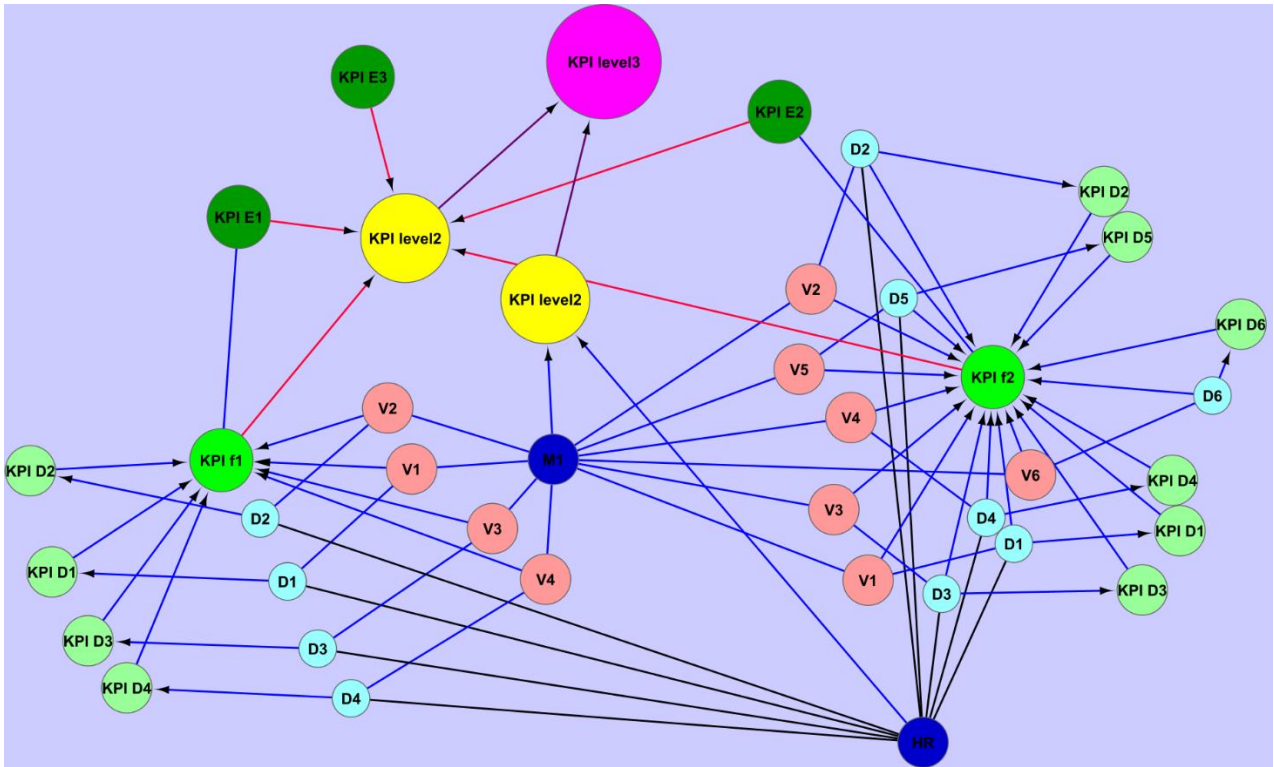 KPI level3
KPI E3
KPI E2
D2
KPI D2
KPI E1
KPI level2
KPI D5
KPI level2
V2
D5
KPI D6
V5
KPI f2
D6
V2
V4
KPI f1
V1
M1
KPI D2
V6
KPI D4
D2
V3
V3
D4
KPI D1
D1
KPI D1
D1
V4
V1
D3
KPI D3
KPI D3
D3
KPI D4
D4
HR